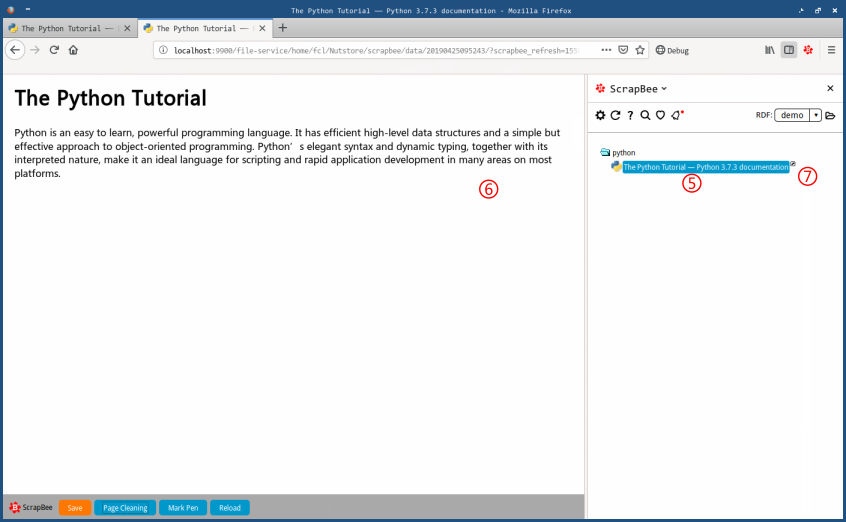 The Python Tutorial — Python 3.7.3 documentation - Mozilla Firefox
The Python Tutorial —
The Python Tutorial —
localhost:9900/file-service/home/fcl/Nutstore/scrapbee/data/20190425095243/?scrapbee_refresh=155
Debug
The Python Tutorial
Python is an easy to learn, powerful programming language. It has efficient high-level data structures and a simple but
effective approach to object-oriented programming. Python’s elegant syntax and dynamic typing, together with its
interpreted nature, make it an ideal language for scripting and rapid application development in many areas on most
platforms.
⑥
ScrapBee
RDF: demo
python
The Python Tutorial — Python 3.7.3 documentation
⑤
⑦
ScrapBee
Save
Page Cleaning
Mark Pen
Reload